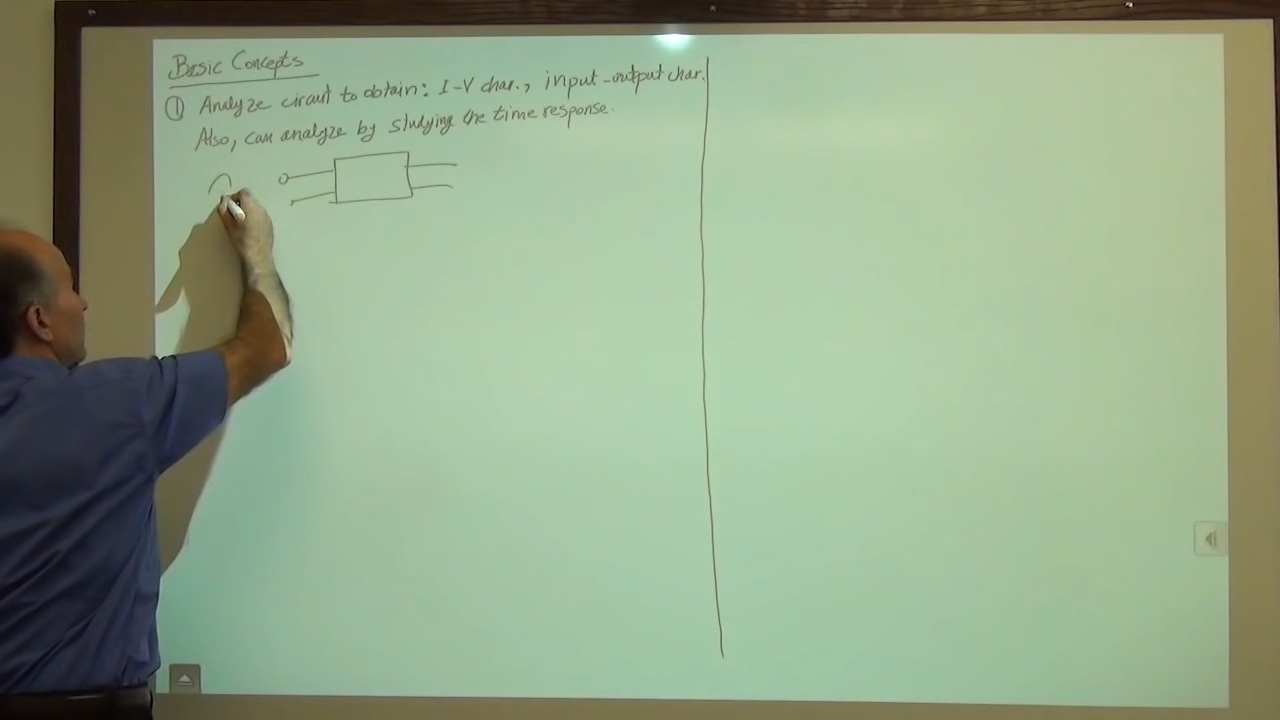 Basic Concepts
① Analyze circuit to obtain: I-V char., input-output char.
Also, can analyze by studying the time response.